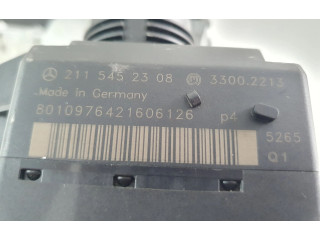 211 545 23 08 3300.2213
Made in Germany
8010976421606126 p4
5265
Q1